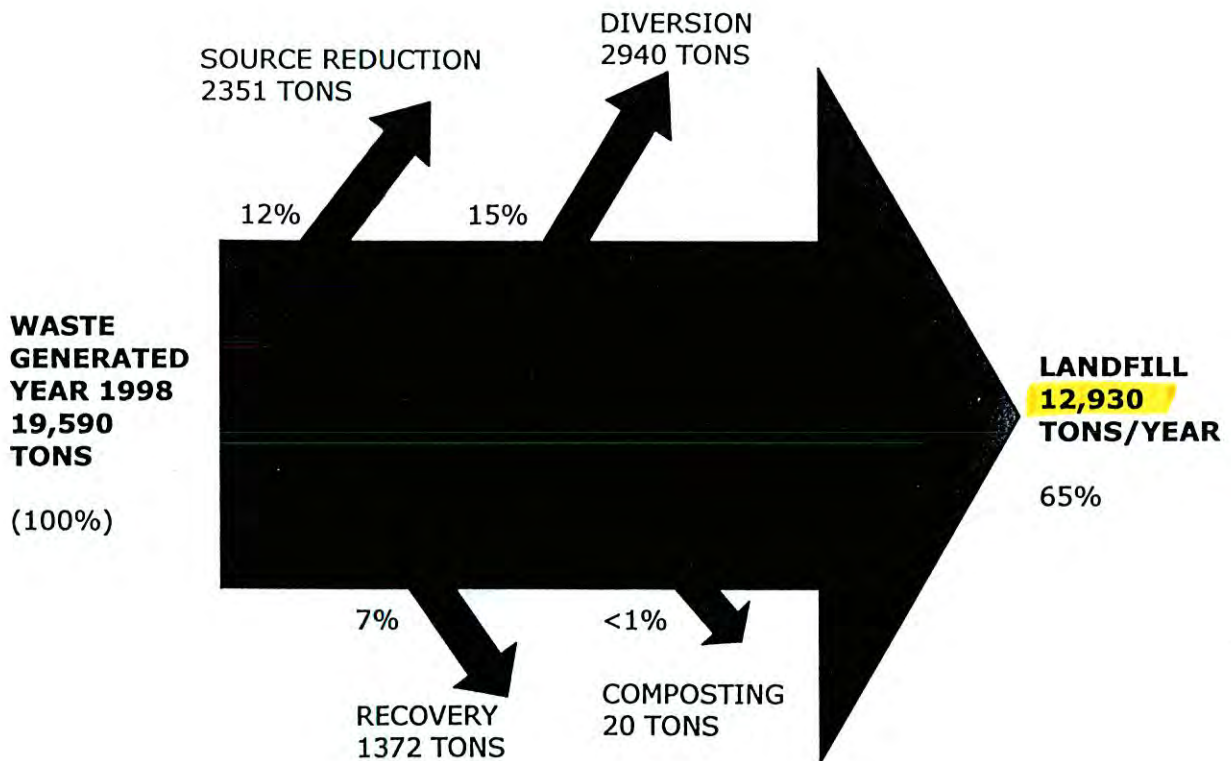 SOURCE REDUCTION
2351 TONS
DIVERSION
2940 TONS
12%
15%
WASTE
GENERATED
YEAR 1998
19,590
TONS
(100%)
LANDFILL
12,930
TONS/YEAR
65%
7%
<1%
RECOVERY
1372 TONS
COMPOSTING
20 TONS